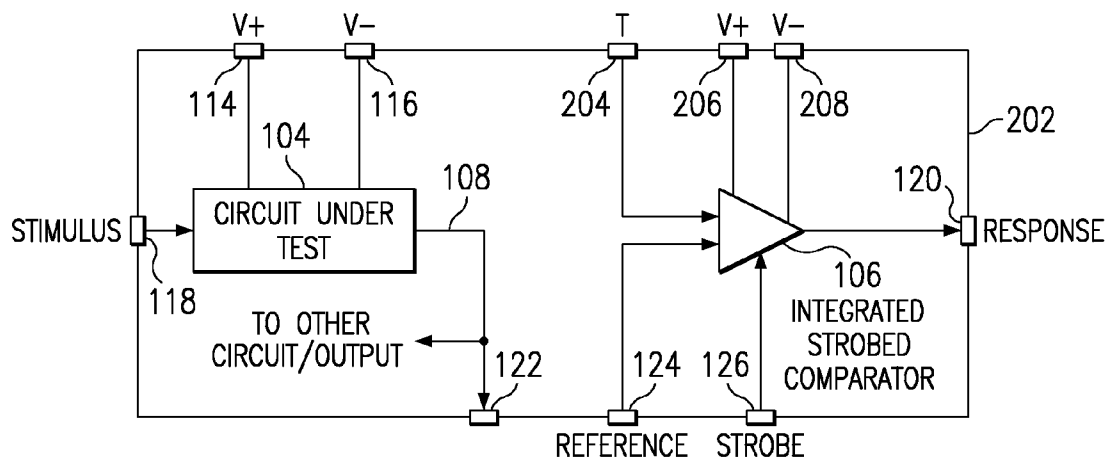 V+ V- T V+ V-
114 116 204 206 208
202
104
108
120
STIMULUS
CIRCUIT UNDER
TEST
RESPONSE
118
106
TO OTHER
CIRCUIT/OUTPUT
INTEGRATED
STROBED
COMPARATOR
122 124 126
REFERENCE STROBE